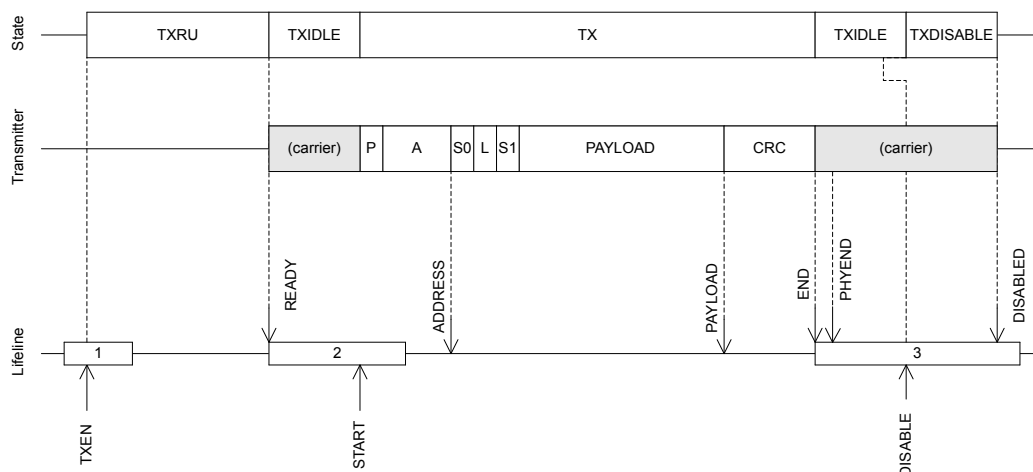 State
TXRU
TXIDLE
TX
TXIDLE
TXDISABLE
Transmitter
(carrier)
P
A
S0
L
S1
PAYLOAD
CRC
(carrier)
READY
ADDRESS
PAYLOAD
END
PHYEND
DISABLED
Lifeline
1
2
3
TXEN
START
DISABLE